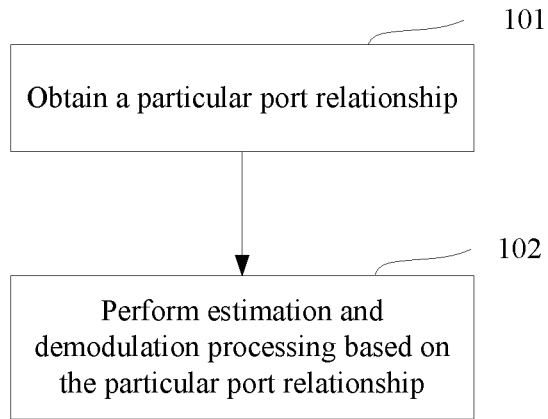 101
Obtain a particular port relationship
102
Perform estimation and
demodulation processing based on
the particular port relationship